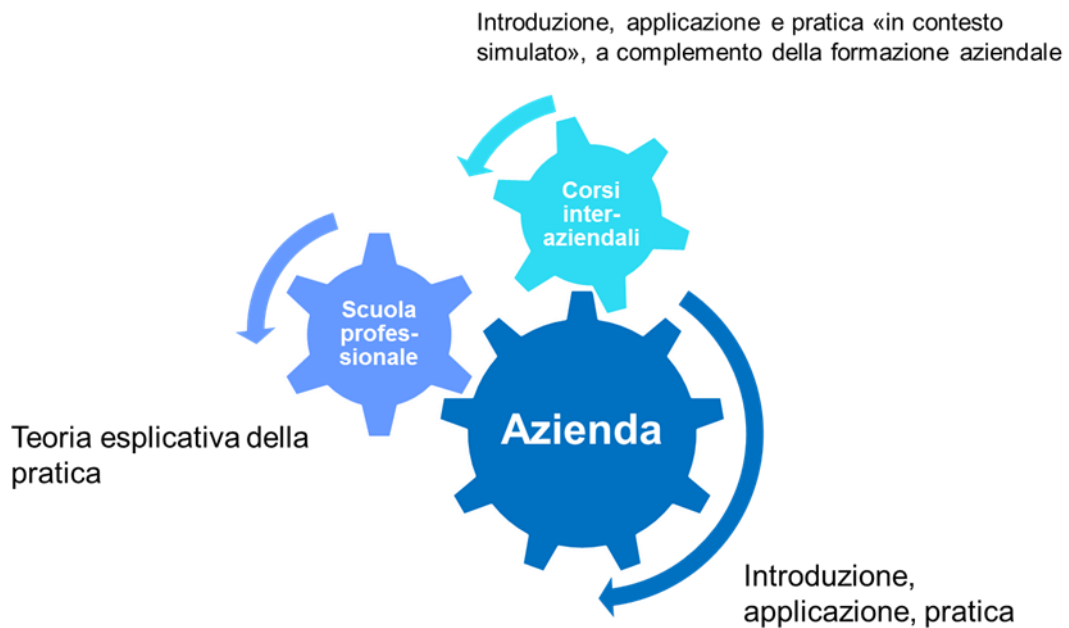 Introduzione, applicazione e pratica «in contesto
simulato», a complemento della formazione aziendale
Corsi
inter-
aziendali
Scuola
profes-
sionale
Azienda
Teoria esplicativa della
pratica
Introduzione,
applicazione, pratica